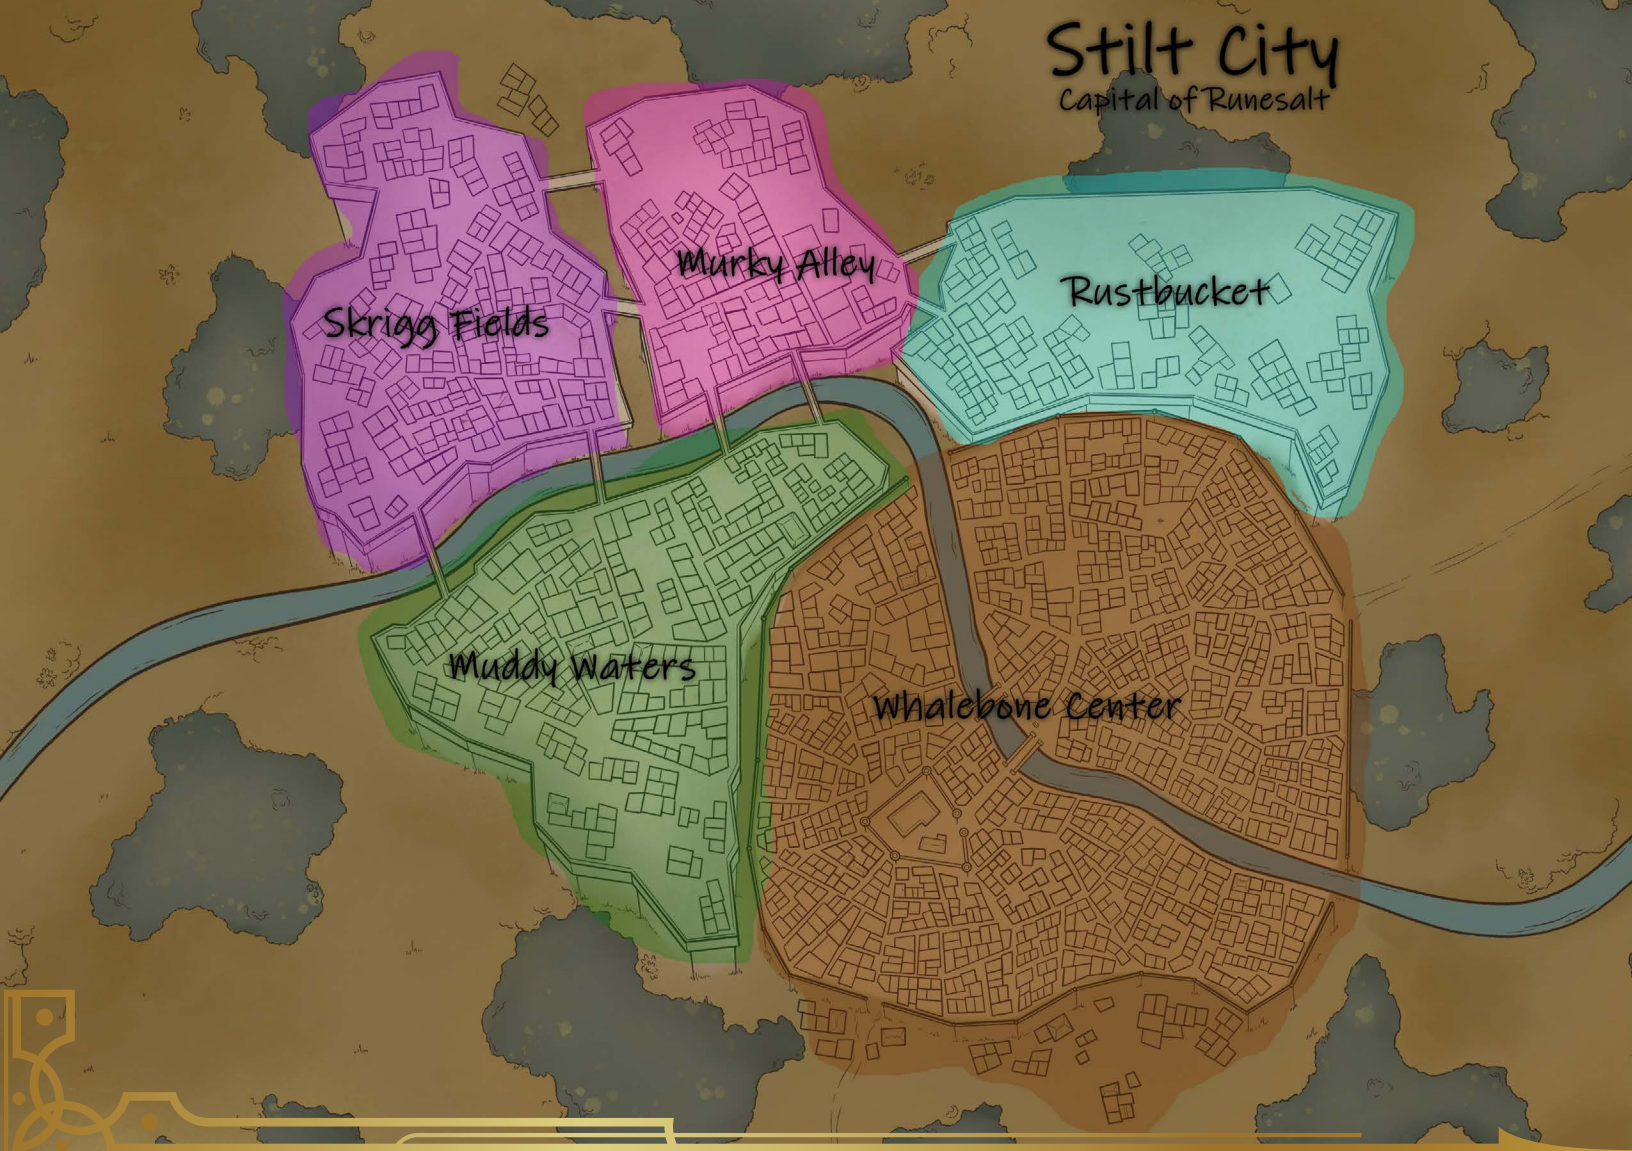 Stilt City
Capital of Runesalt
Murky Alley
Rustbucket
Skrigg Fields
Muddy Waters
Whalebone Center